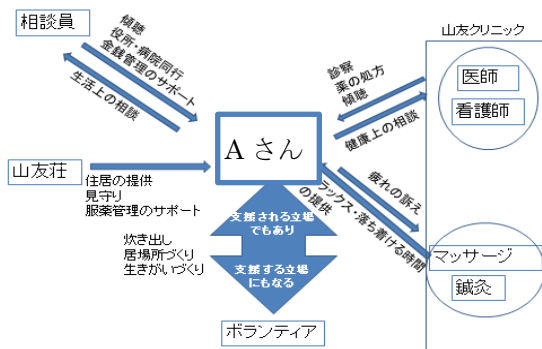 相談員
傾聴
役所・病院同行
金銭管理のサポート
生活上の相談
山友クリニック
診察
薬の処方
傾聴
健康上の相談
医師
看護師
Aさん
山友荘
住居の提供
見守り
服薬管理のサポート
疲れの訴え
ラックス・落ち着ける時間
の提供
マッサージ
鍼灸
支援される立場
でもあり
炊き出し
居場所づくり
生きがいづくり
支援する立場
にもなる
ボランティア